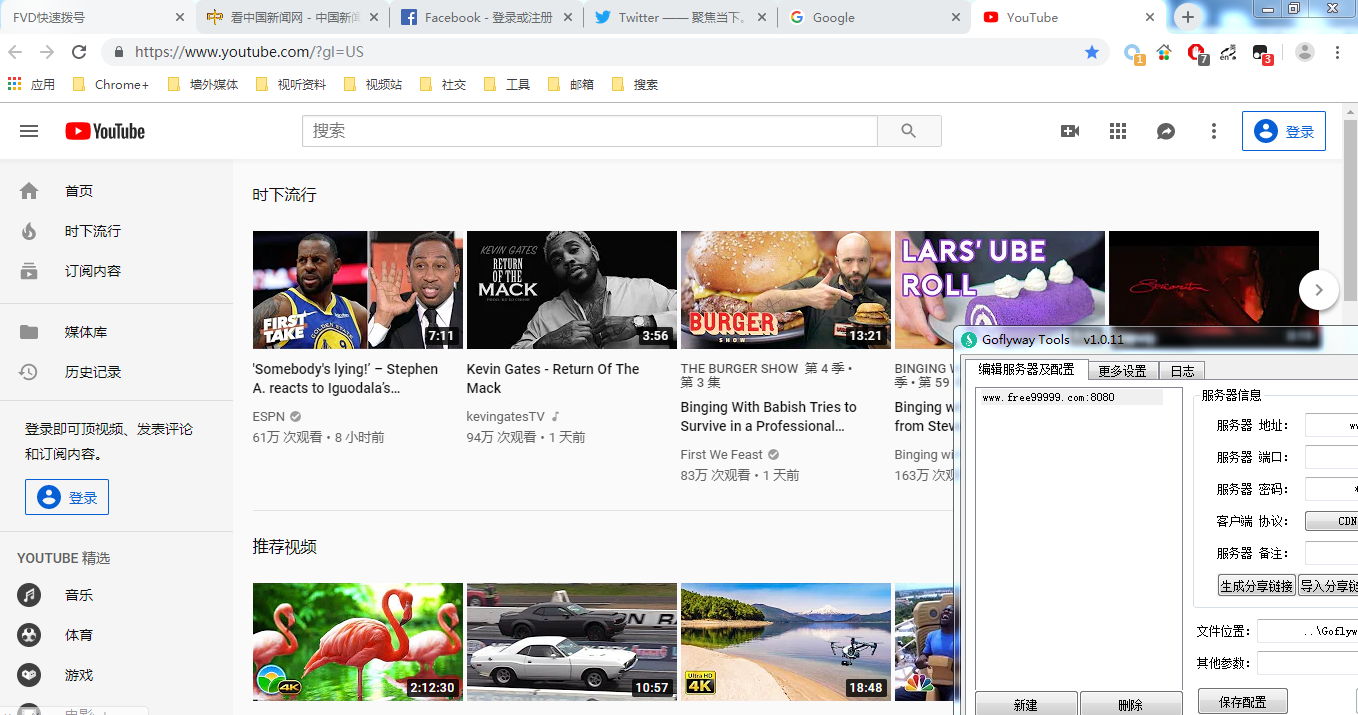 FVD快速拨号
看中国新闻网 - 中国新闻
Facebook - 登录或注册
Twitter —— 聚焦当下。
Google
YouTube
https://www.youtube.com/?gl=US
1
7
en
3
应用
Chrome+
墙外媒体
视听资料
视频站
社交
工具
邮箱
搜索
YouTube
搜索
登录
首页
时下流行
订阅内容
媒体库
历史记录
登录即可顶视频、发表评论
和订阅内容。
登录
YOUTUBE 精选
音乐
体育
游戏
时下流行
FIRST
TAKE
7:11
'Somebody's lying!' – Stephen
A. reacts to Iguodala's...
ESPN
61万 次观看 • 8 小时前
KEVIN GATES
RETURN
OF THE
MACK
3:56
Kevin Gates - Return Of The
Mack
kevingatesTV
94万 次观看 • 1 天前
BURGER
SHOW
13:21
THE BURGER SHOW 第 4 季 •
第 3 集
Binging With Babish Tries to
Survive in a Professional...
First We Feast
83万 次观看 • 1 天前
LARS' UBE
ROLL
BINGING
季 • 第 59
Binging w
from Stev
Binging wi
163万 次观
Señorita
推荐视频
4K
2:12:30
10:57
Ultra HD
4K
18:48
Goflyway Tools v1.0.11
编辑服务器及配置
更多设置
日志
www.free99999.com:8080
服务器信息
服务器 地址:
服务器 端口:
服务器 密码:
客户端 协议:
CDN
服务器 备注:
生成分享链接
导入分享链
文件位置:
..\Goflyw
其他参数:
新建
删除
保存配置